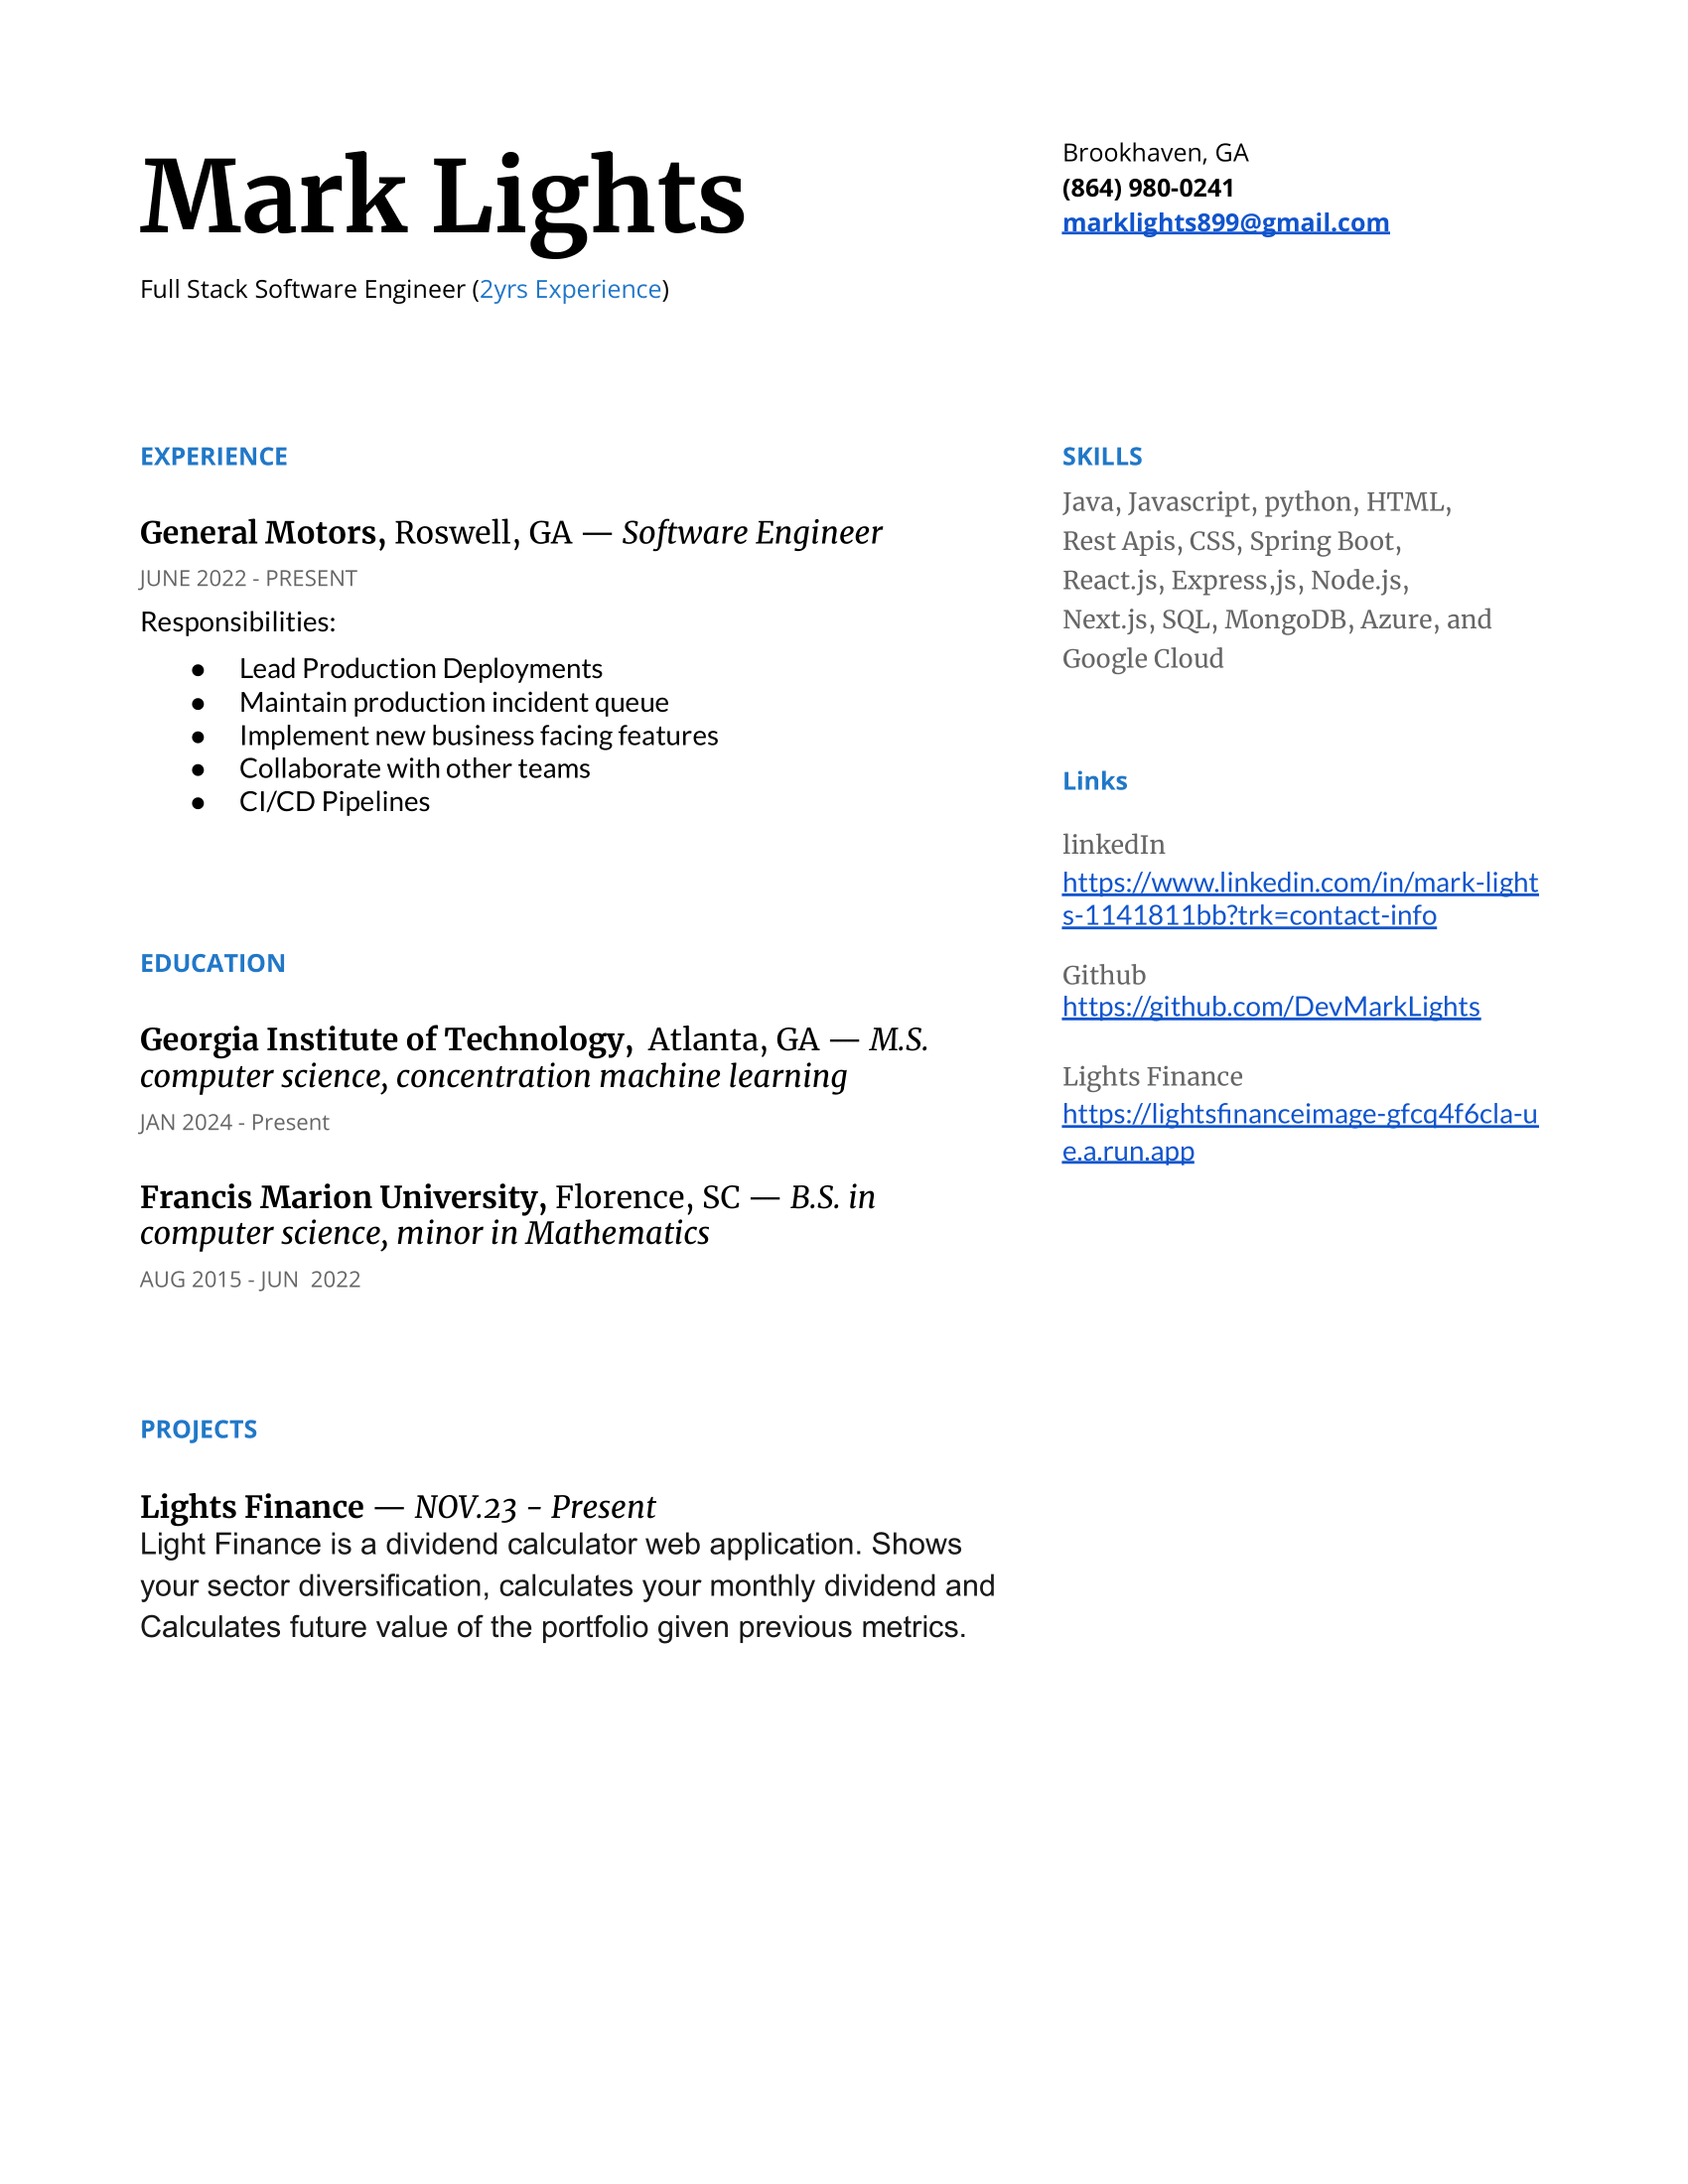 Mark Lights
Full Stack Software Engineer (2yrs Experience)
Brookhaven, GA
(864) 980-0241
marklights899@gmail.com
EXPERIENCE
General Motors, Roswell, GA — Software Engineer
JUNE 2022 - PRESENT
Responsibilities:
● Lead Production Deployments
● Maintain production incident queue
● Implement new business facing features
● Collaborate with other teams
● CI/CD Pipelines
EDUCATION
Georgia Institute of Technology,  Atlanta, GA — M.S.
computer science, concentration machine learning
JAN 2024 - Present
Francis Marion University, Florence, SC — B.S. in
computer science, minor in Mathematics
AUG 2015 - JUN  2022
PROJECTS
Lights Finance — NOV.23 - Present
Light Finance is a dividend calculator web application. Shows
your sector diversification, calculates your monthly dividend and
Calculates future value of the portfolio given previous metrics.
SKILLS
Java, Javascript, python, HTML,
Rest Apis, CSS, Spring Boot,
React.js, Express,js, Node.js,
Next.js, SQL, MongoDB, Azure, and
Google Cloud
Links
linkedIn
https://www.linkedin.com/in/mark-light
s-1141811bb?trk=contact-info
Github
https://github.com/DevMarkLights
Lights Finance
https://lightsfinanceimage-gfcq4f6cla-u
e.a.run.app